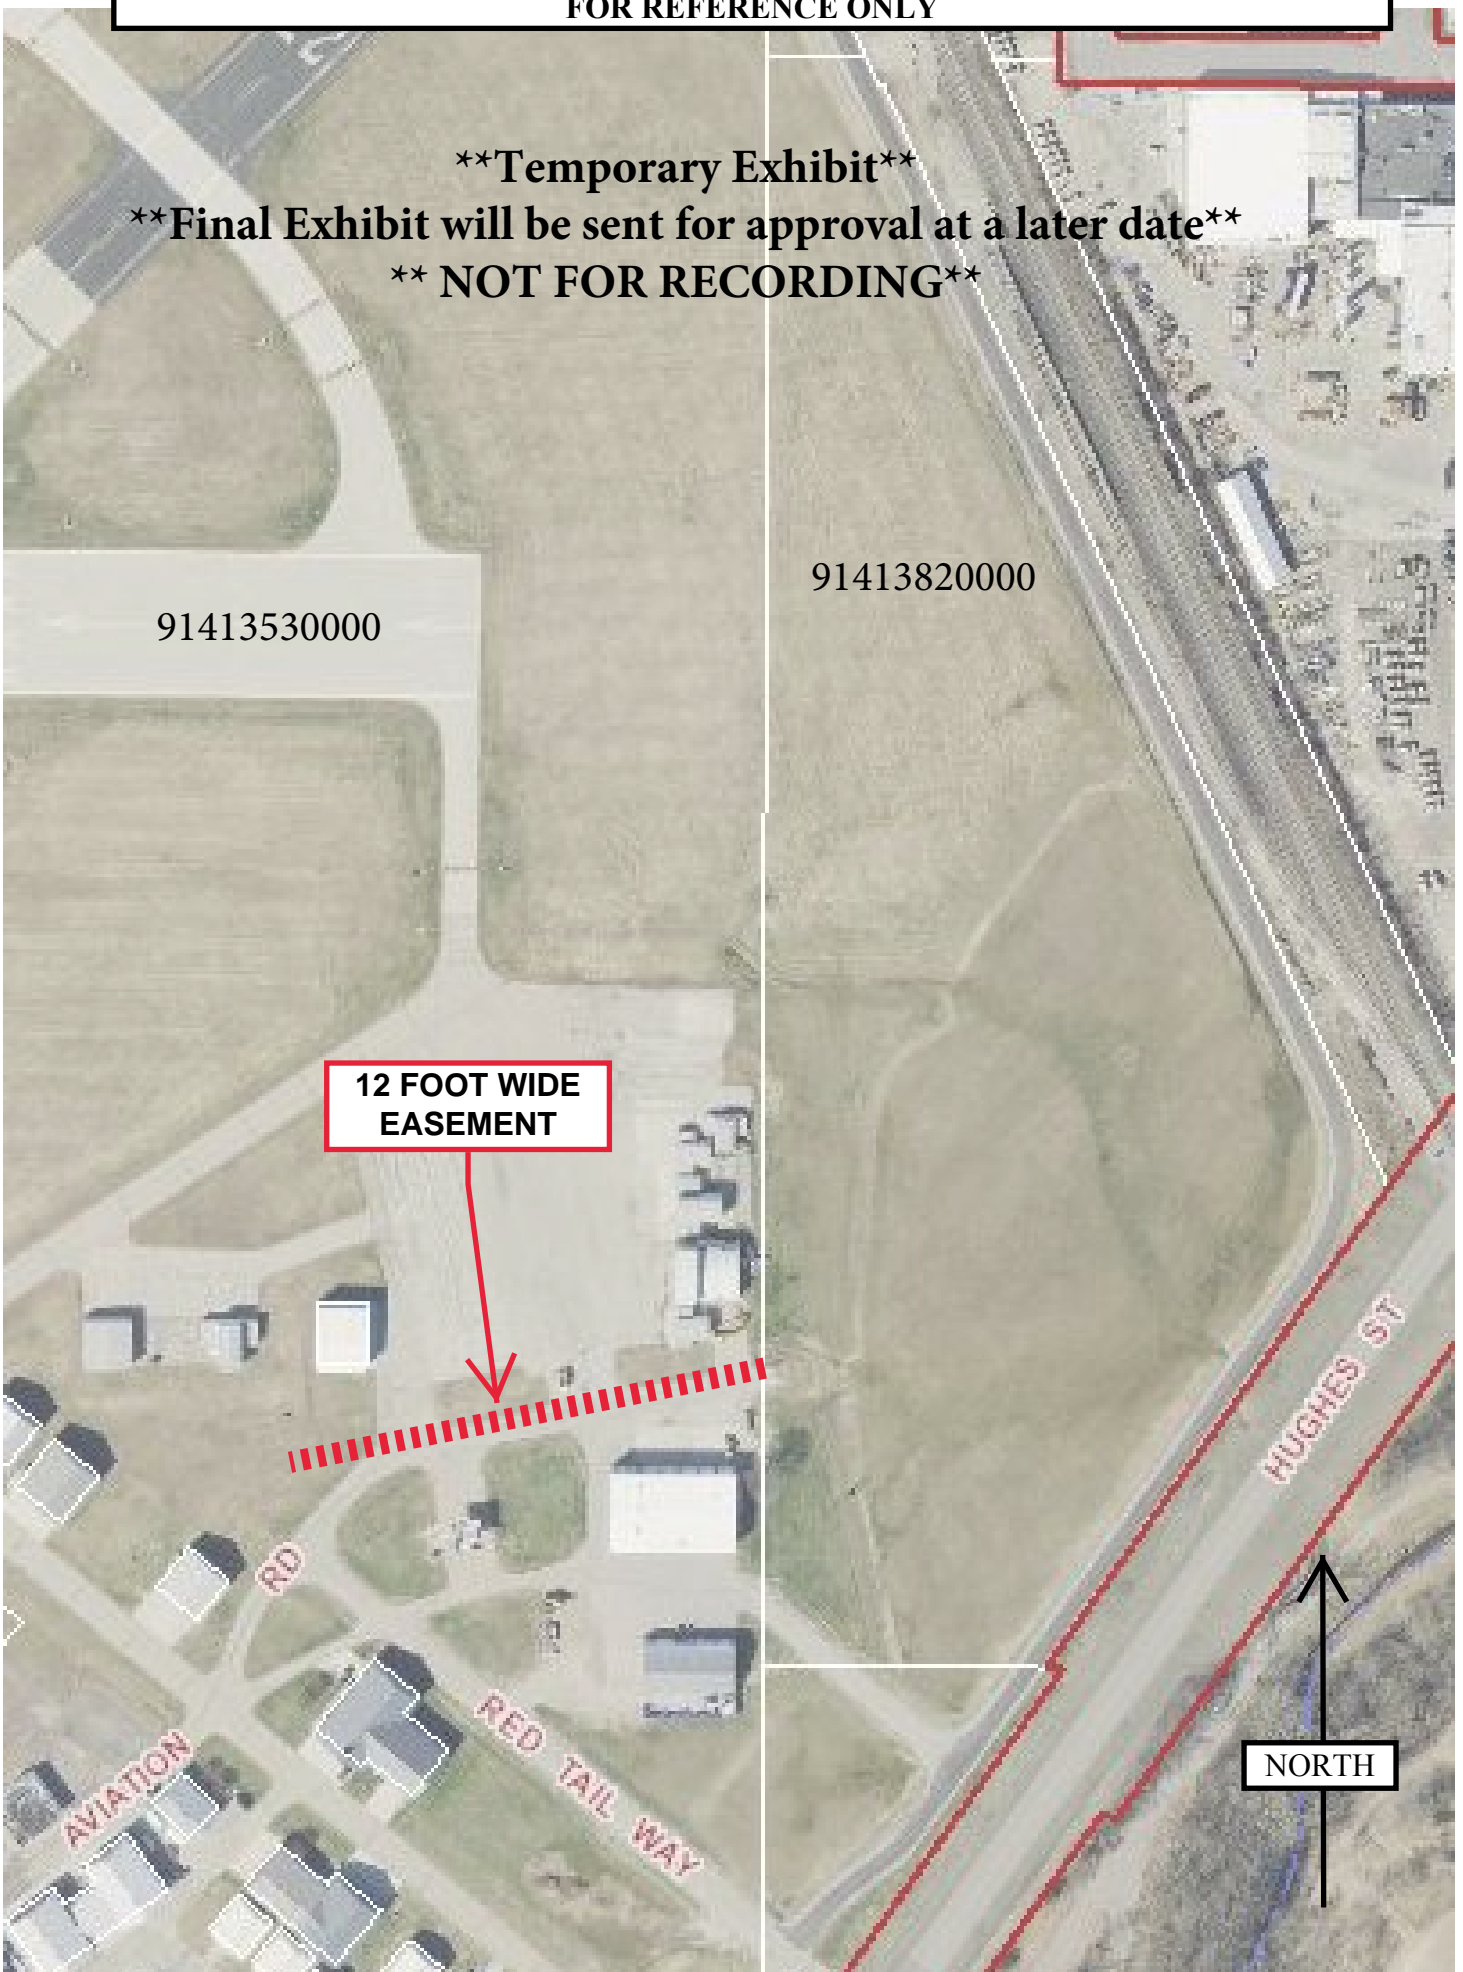 FOR REFERENCE ONLY
**Temporary Exhibit**
**Final Exhibit will be sent for approval at a later date**
** NOT FOR RECORDING**
91413820000
91413530000
12 FOOT WIDE
EASEMENT
HUGHES ST
RD
AVIATION
RED TAIL WAY
NORTH